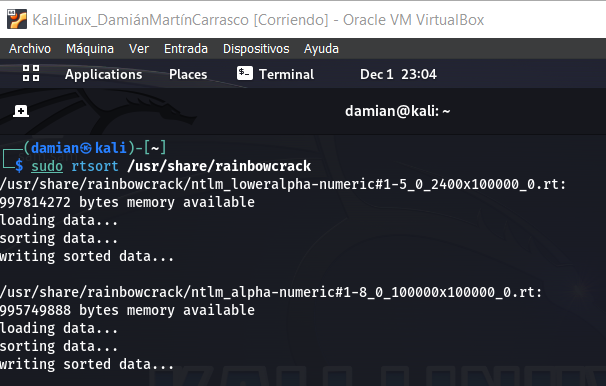 KaliLinux_DamiánMartínCarrasco [Corriendo] - Oracle VM VirtualBox
Archivo Máquina Ver Entrada Dispositivos Ayuda
Applications Places Terminal Dec 1 23:04
damian@kali: ~
(damian㉿kali)-[~]
$ sudo rtsort /usr/share/rainbowcrack
/usr/share/rainbowcrack/ntlm_loweralpha-numeric#1-5_0_2400x100000_0.rt:
997814272 bytes memory available
loading data...
sorting data...
writing sorted data...
/usr/share/rainbowcrack/ntlm_alpha-numeric#1-8_0_100000x100000_0.rt:
995749888 bytes memory available
loading data...
sorting data...
writing sorted data...